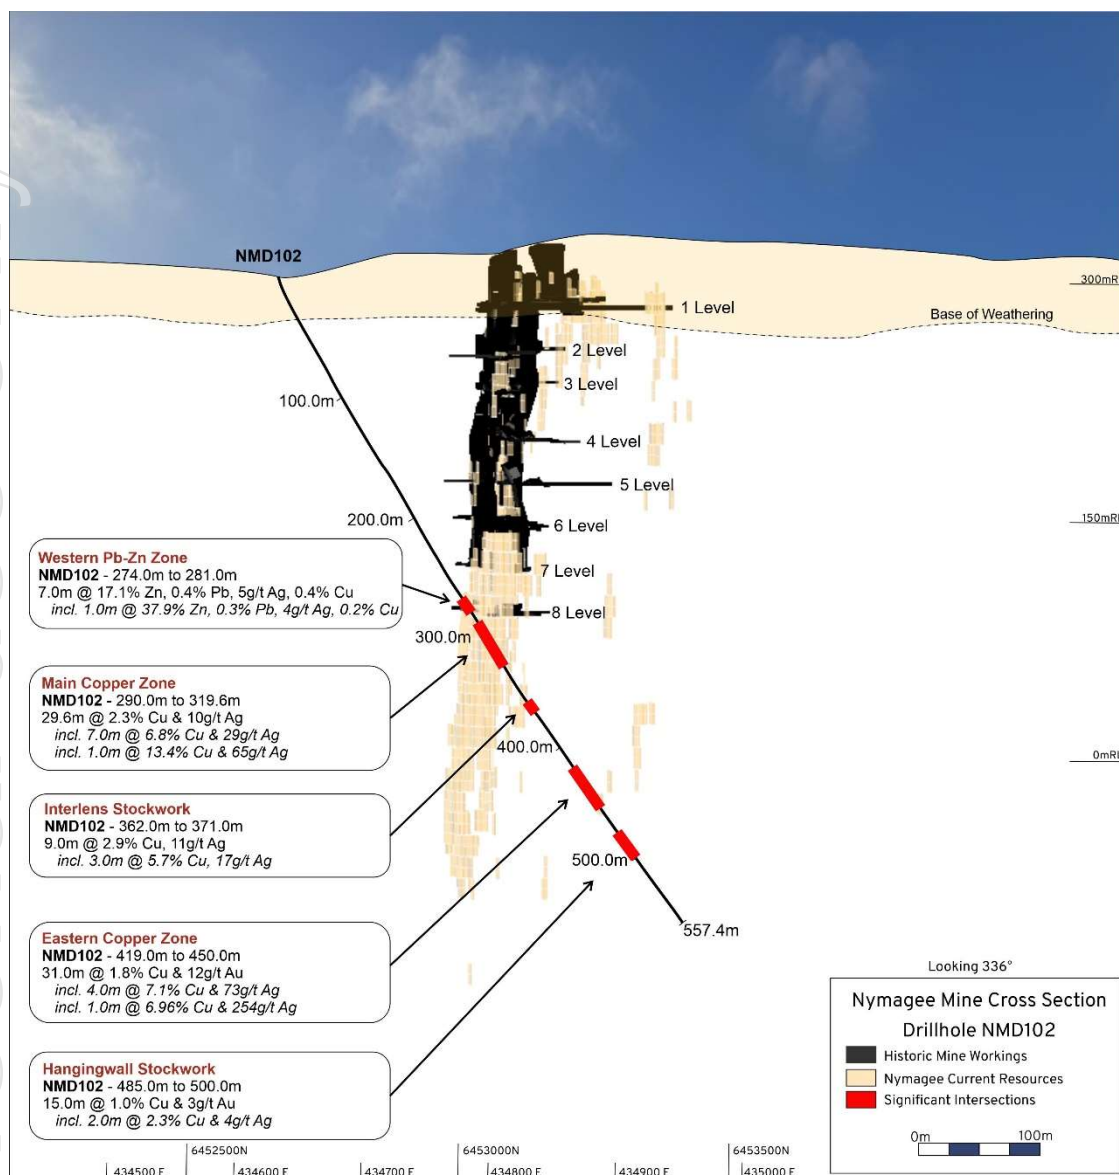 NMD102
300mR
1 Level
Base of Weathering
2 Level
3 Level
100.0m
4 Level
5 Level
200.0m
6 Level
150mR
Western Pb-Zn Zone
NMD102 - 274.0m to 281.0m
7.0m @ 17.1% Zn, 0.4% Pb, 5g/t Ag, 0.4% Cu
incl. 1.0m @ 37.9% Zn, 0.3% Pb, 4g/t Ag, 0.2% Cu
7 Level
8 Level
300.0m
Main Copper Zone
NMD102 - 290.0m to 319.6m
29.6m @ 2.3% Cu & 10g/t Ag
incl. 7.0m @ 6.8% Cu & 29g/t Ag
incl. 1.0m @ 13.4% Cu & 65g/t Ag
400.0m
0mR
Interlens Stockwork
NMD102 - 362.0m to 371.0m
9.0m @ 2.9% Cu, 11g/t Ag
incl. 3.0m @ 5.7% Cu, 17g/t Ag
500.0m
Eastern Copper Zone
NMD102 - 419.0m to 450.0m
31.0m @ 1.8% Cu & 12g/t Au
incl. 4.0m @ 7.1% Cu & 73g/t Ag
incl. 1.0m @ 6.96% Cu & 254g/t Ag
557.4m
Hangingwall Stockwork
NMD102 - 485.0m to 500.0m
15.0m @ 1.0% Cu & 3g/t Au
incl. 2.0m @ 2.3% Cu & 4g/t Ag
Looking 336°
Nymagee Mine Cross Section
Drillhole NMD102
Historic Mine Workings
Nymagee Current Resources
Significant Intersections
0m 100m
6452500N 6453000N 6453500N
434500 E 434600 E 434700 E 434800 E 434900 E 435000 E